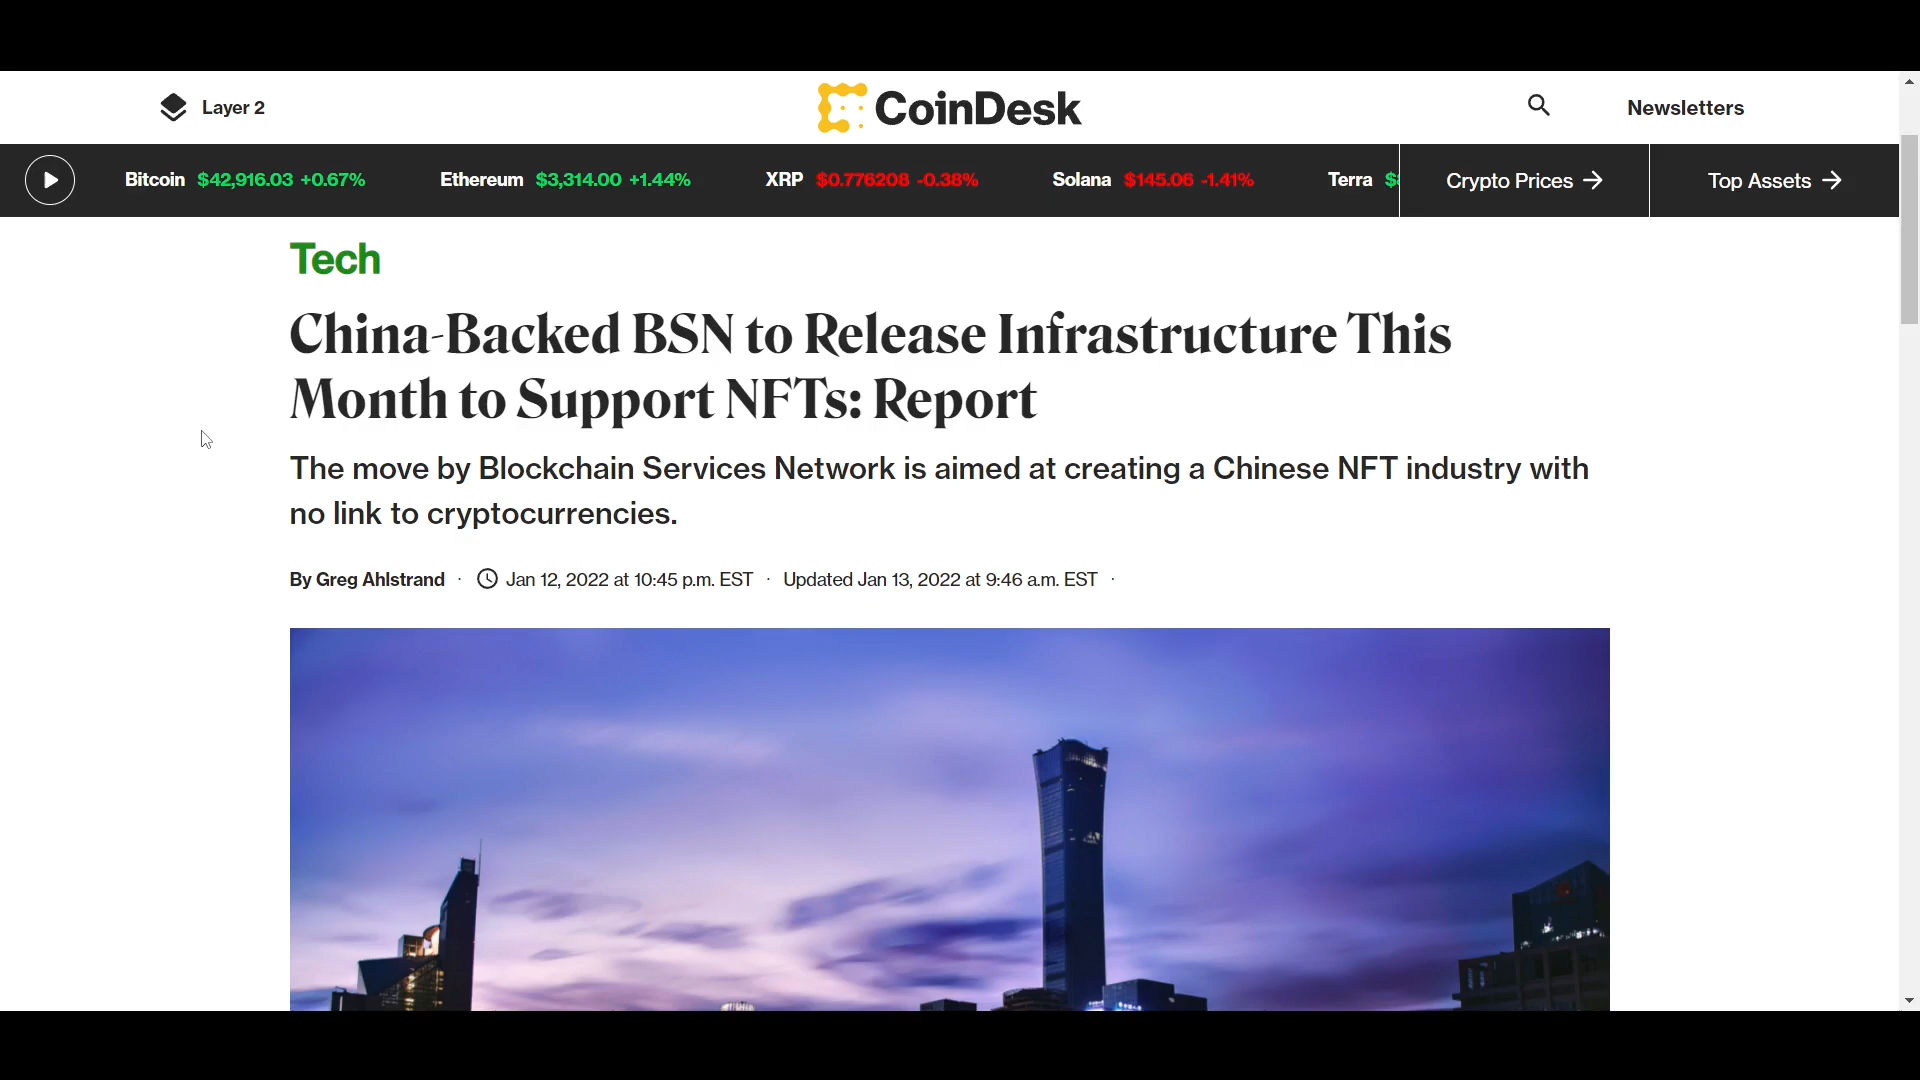 Layer 2
CoinDesk
Newsletters
Bitcoin $42,916.03 +0.67% Ethereum $3,314.00 +1.44% XRP $0.776208 -0.38% Solana $145.06 -1.41% Terra Crypto Prices → Top Assets →
Tech
China-Backed BSN to Release Infrastructure This
Month to Support NFTs: Report
The move by Blockchain Services Network is aimed at creating a Chinese NFT industry with
no link to cryptocurrencies.
By Greg Ahlstrand · Jan 12, 2022 at 10:45 p.m. EST · Updated Jan 13, 2022 at 9:46 a.m. EST ·